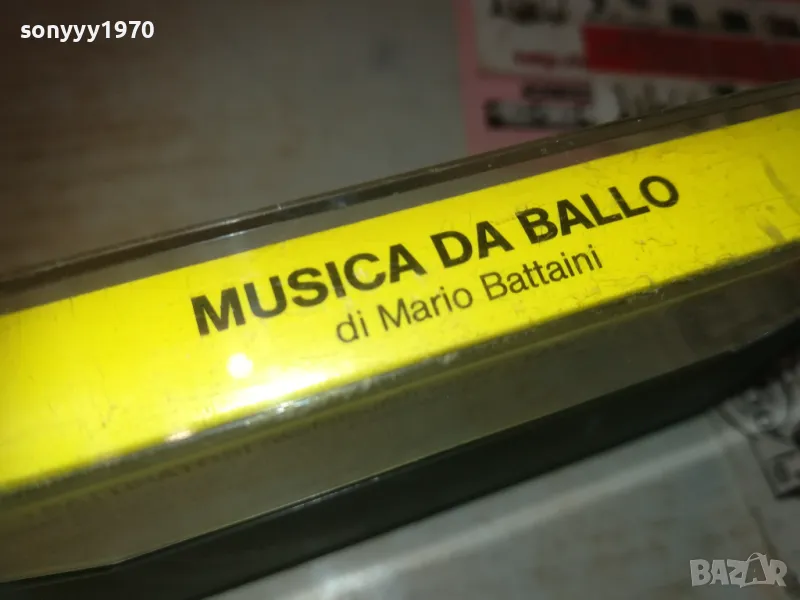 sonyyy1970
MUSICA DA BALLO
di Mario Battaini
BAZAR